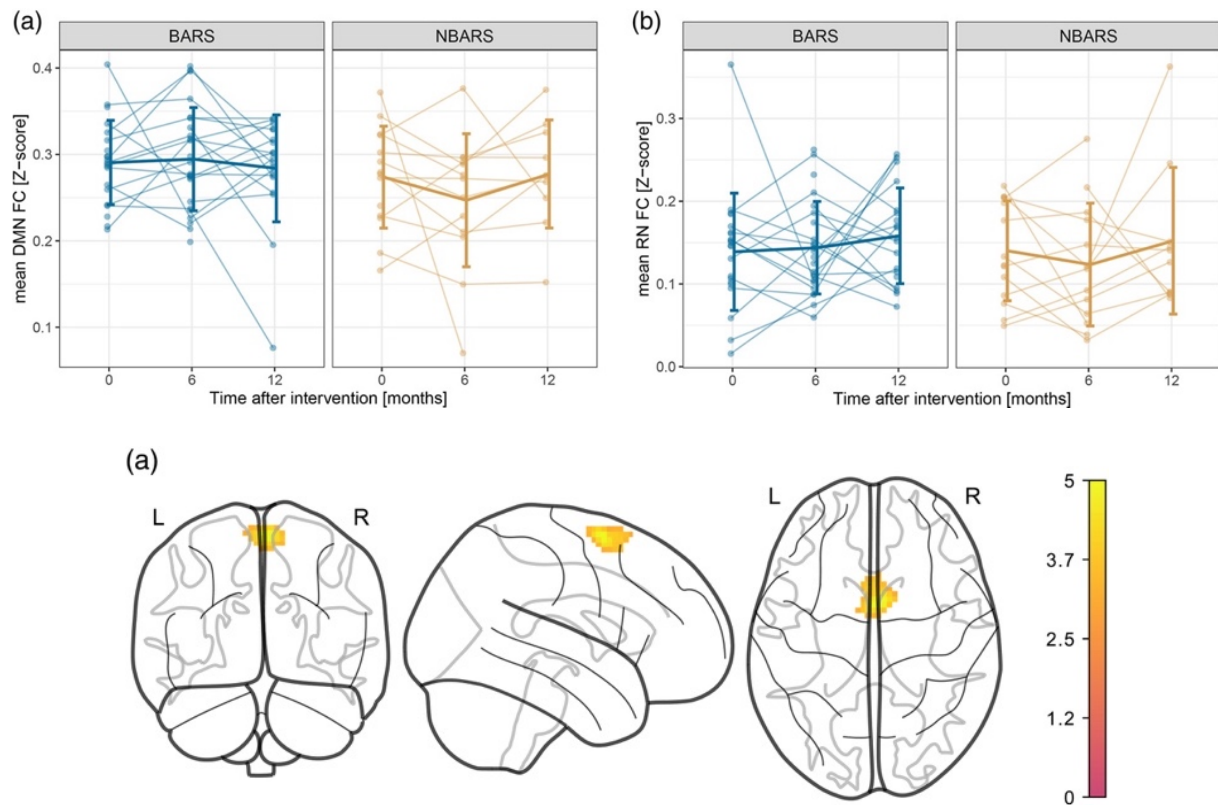 (a)
BARS
NBARS
mean DMN FC [Z−score]
0.4
0.3
0.2
0.1
0
6
12
0
6
12
Time after intervention [months]
(b)
BARS
NBARS
mean RN FC [Z−score]
0.3
0.2
0.1
0.0
0
6
12
0
6
12
Time after intervention [months]
(a)
L
R
L
R
5
3.7
2.5
1.2
0